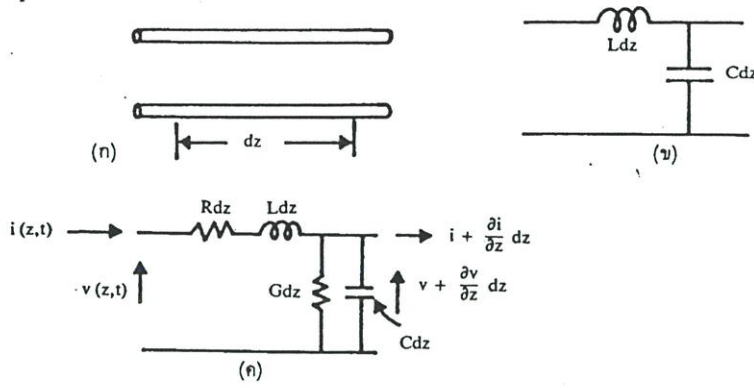 Ldz
Cdz
dz
(ก)
(ข)
Rdz
Ldz
i(z,t)
i + ∂i/∂z dz
v(z,t)
Gdz
v + ∂v/∂z dz
Cdz
(ค)